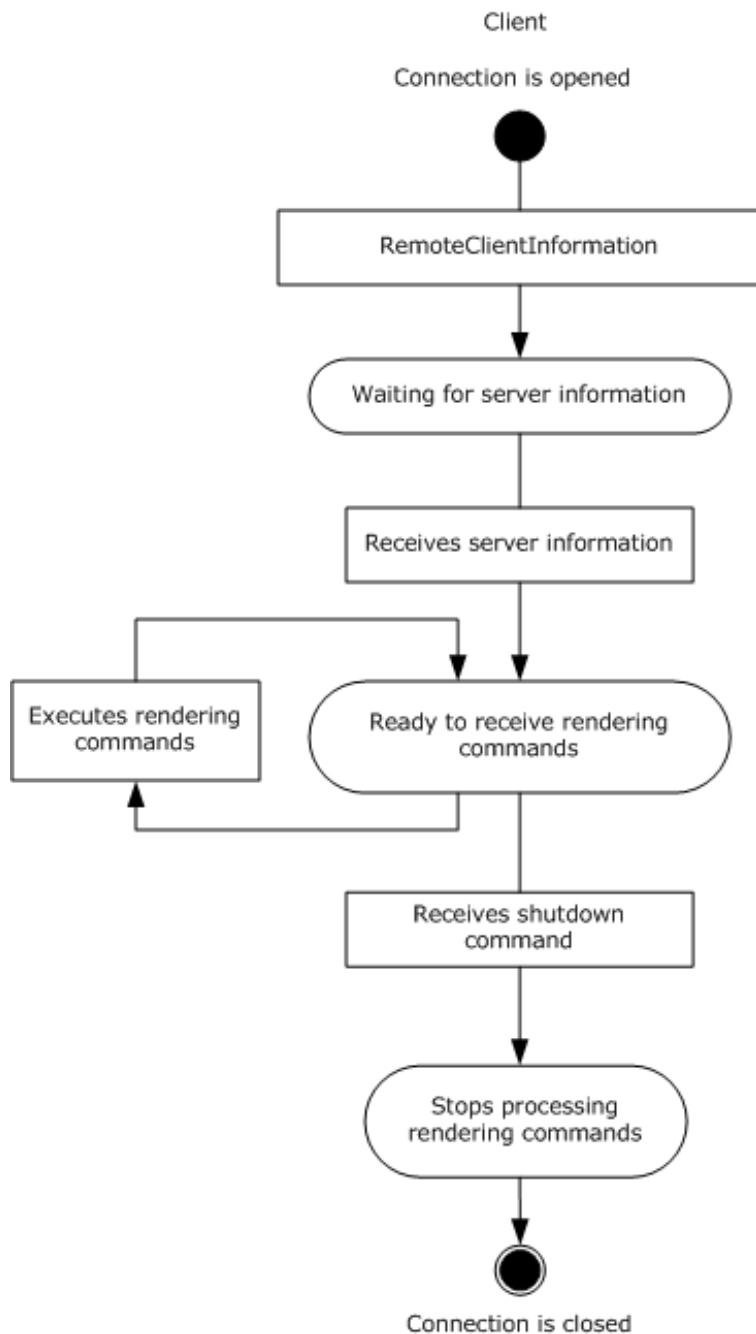 Client
Connection is opened
RemoteClientInformation
Waiting for server information
Receives server information
Executes rendering
commands
Ready to receive rendering
commands
Receives shutdown
command
Stops processing
rendering commands
Connection is closed